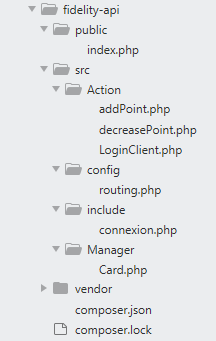 fidelity-api
public
index.php
src
Action
addPoint.php
decreasePoint.php
LoginClient.php
config
routing.php
include
connexion.php
Manager
Card.php
vendor
composer.json
composer.lock